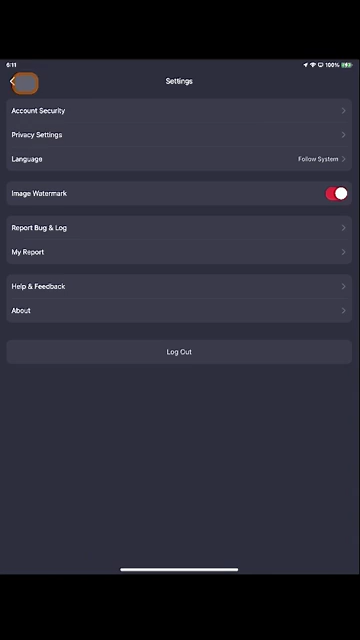 6:11
100%
Settings
Account Security
Privacy Settings
Language
Follow System
Image Watermark
Report Bug & Log
My Report
Help & Feedback
About
Log Out